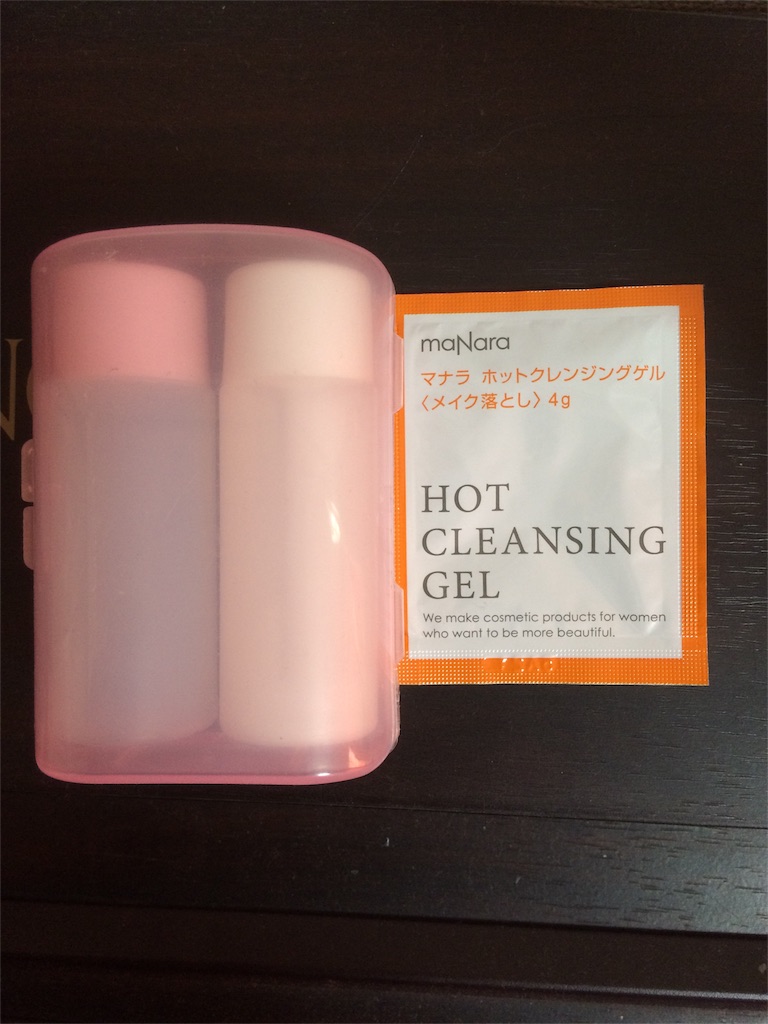 maNara
マナラ ホットクレンジングゲル
〈メイク落とし〉 4g
HOT
CLEANSING
GEL
We make cosmetic products for women
who want to be more beautiful.